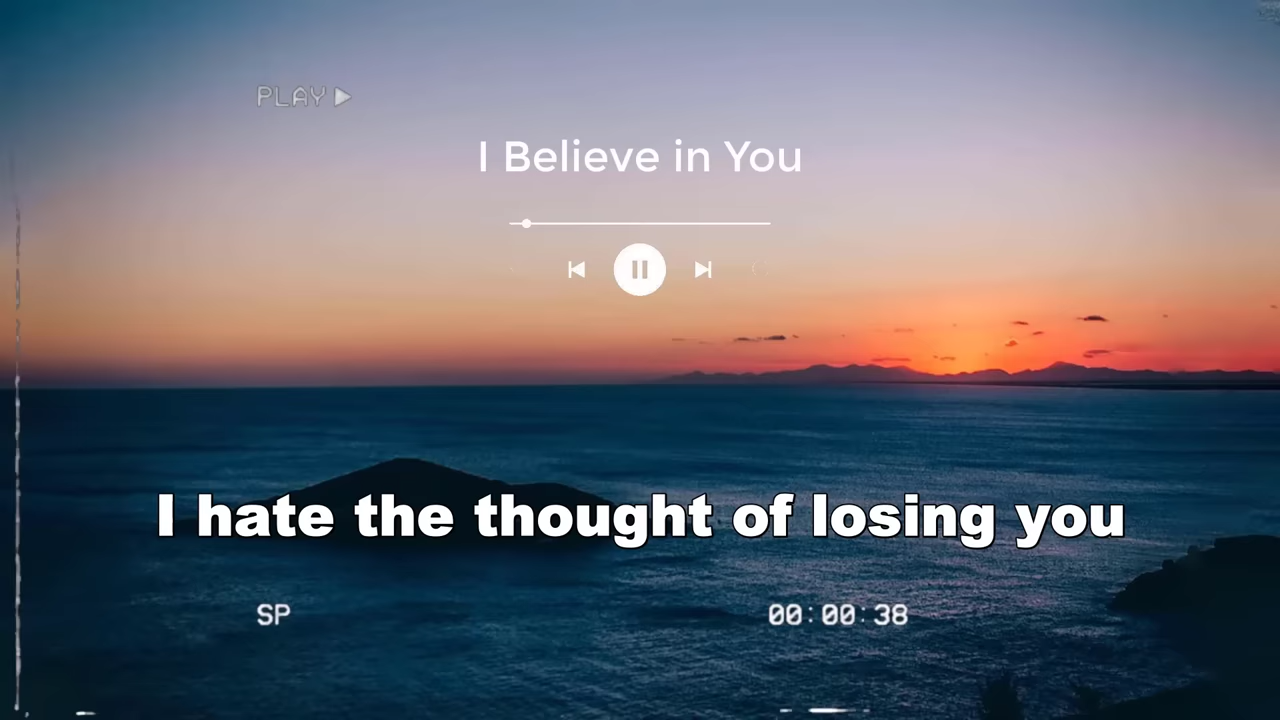 PLAY
I Believe in You
I hate the thought of losing you
SP
00:00:38